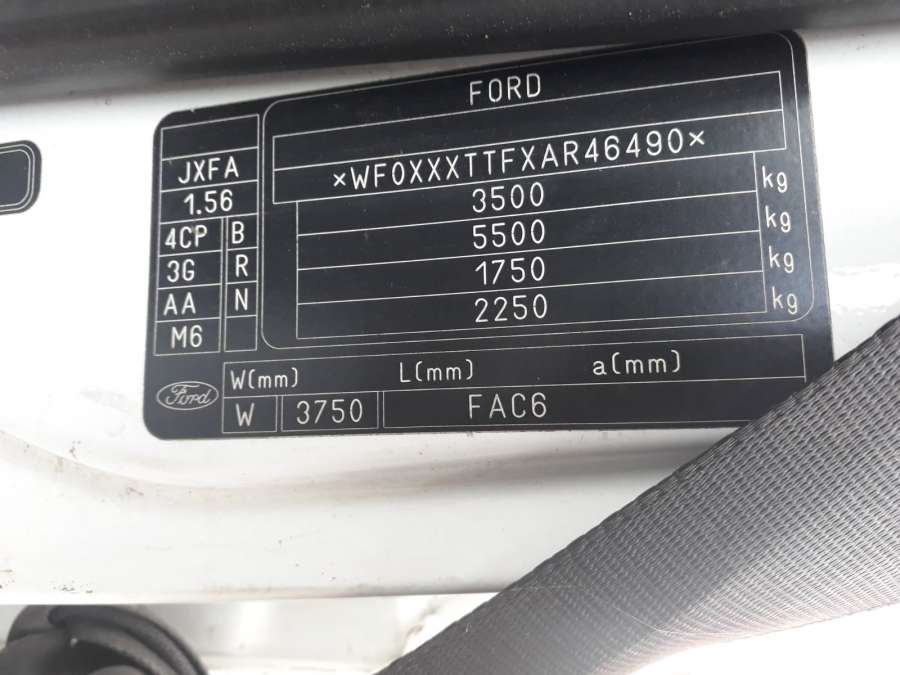 FORD
×WF0XXXTTFXAR46490×
3500 kg
5500 kg
1750 kg
2250 kg
JXFA
1.56
4CP B
3G R
AA N
M6
Ford
W(mm) L(mm) a(mm)
W 3750 FAC6